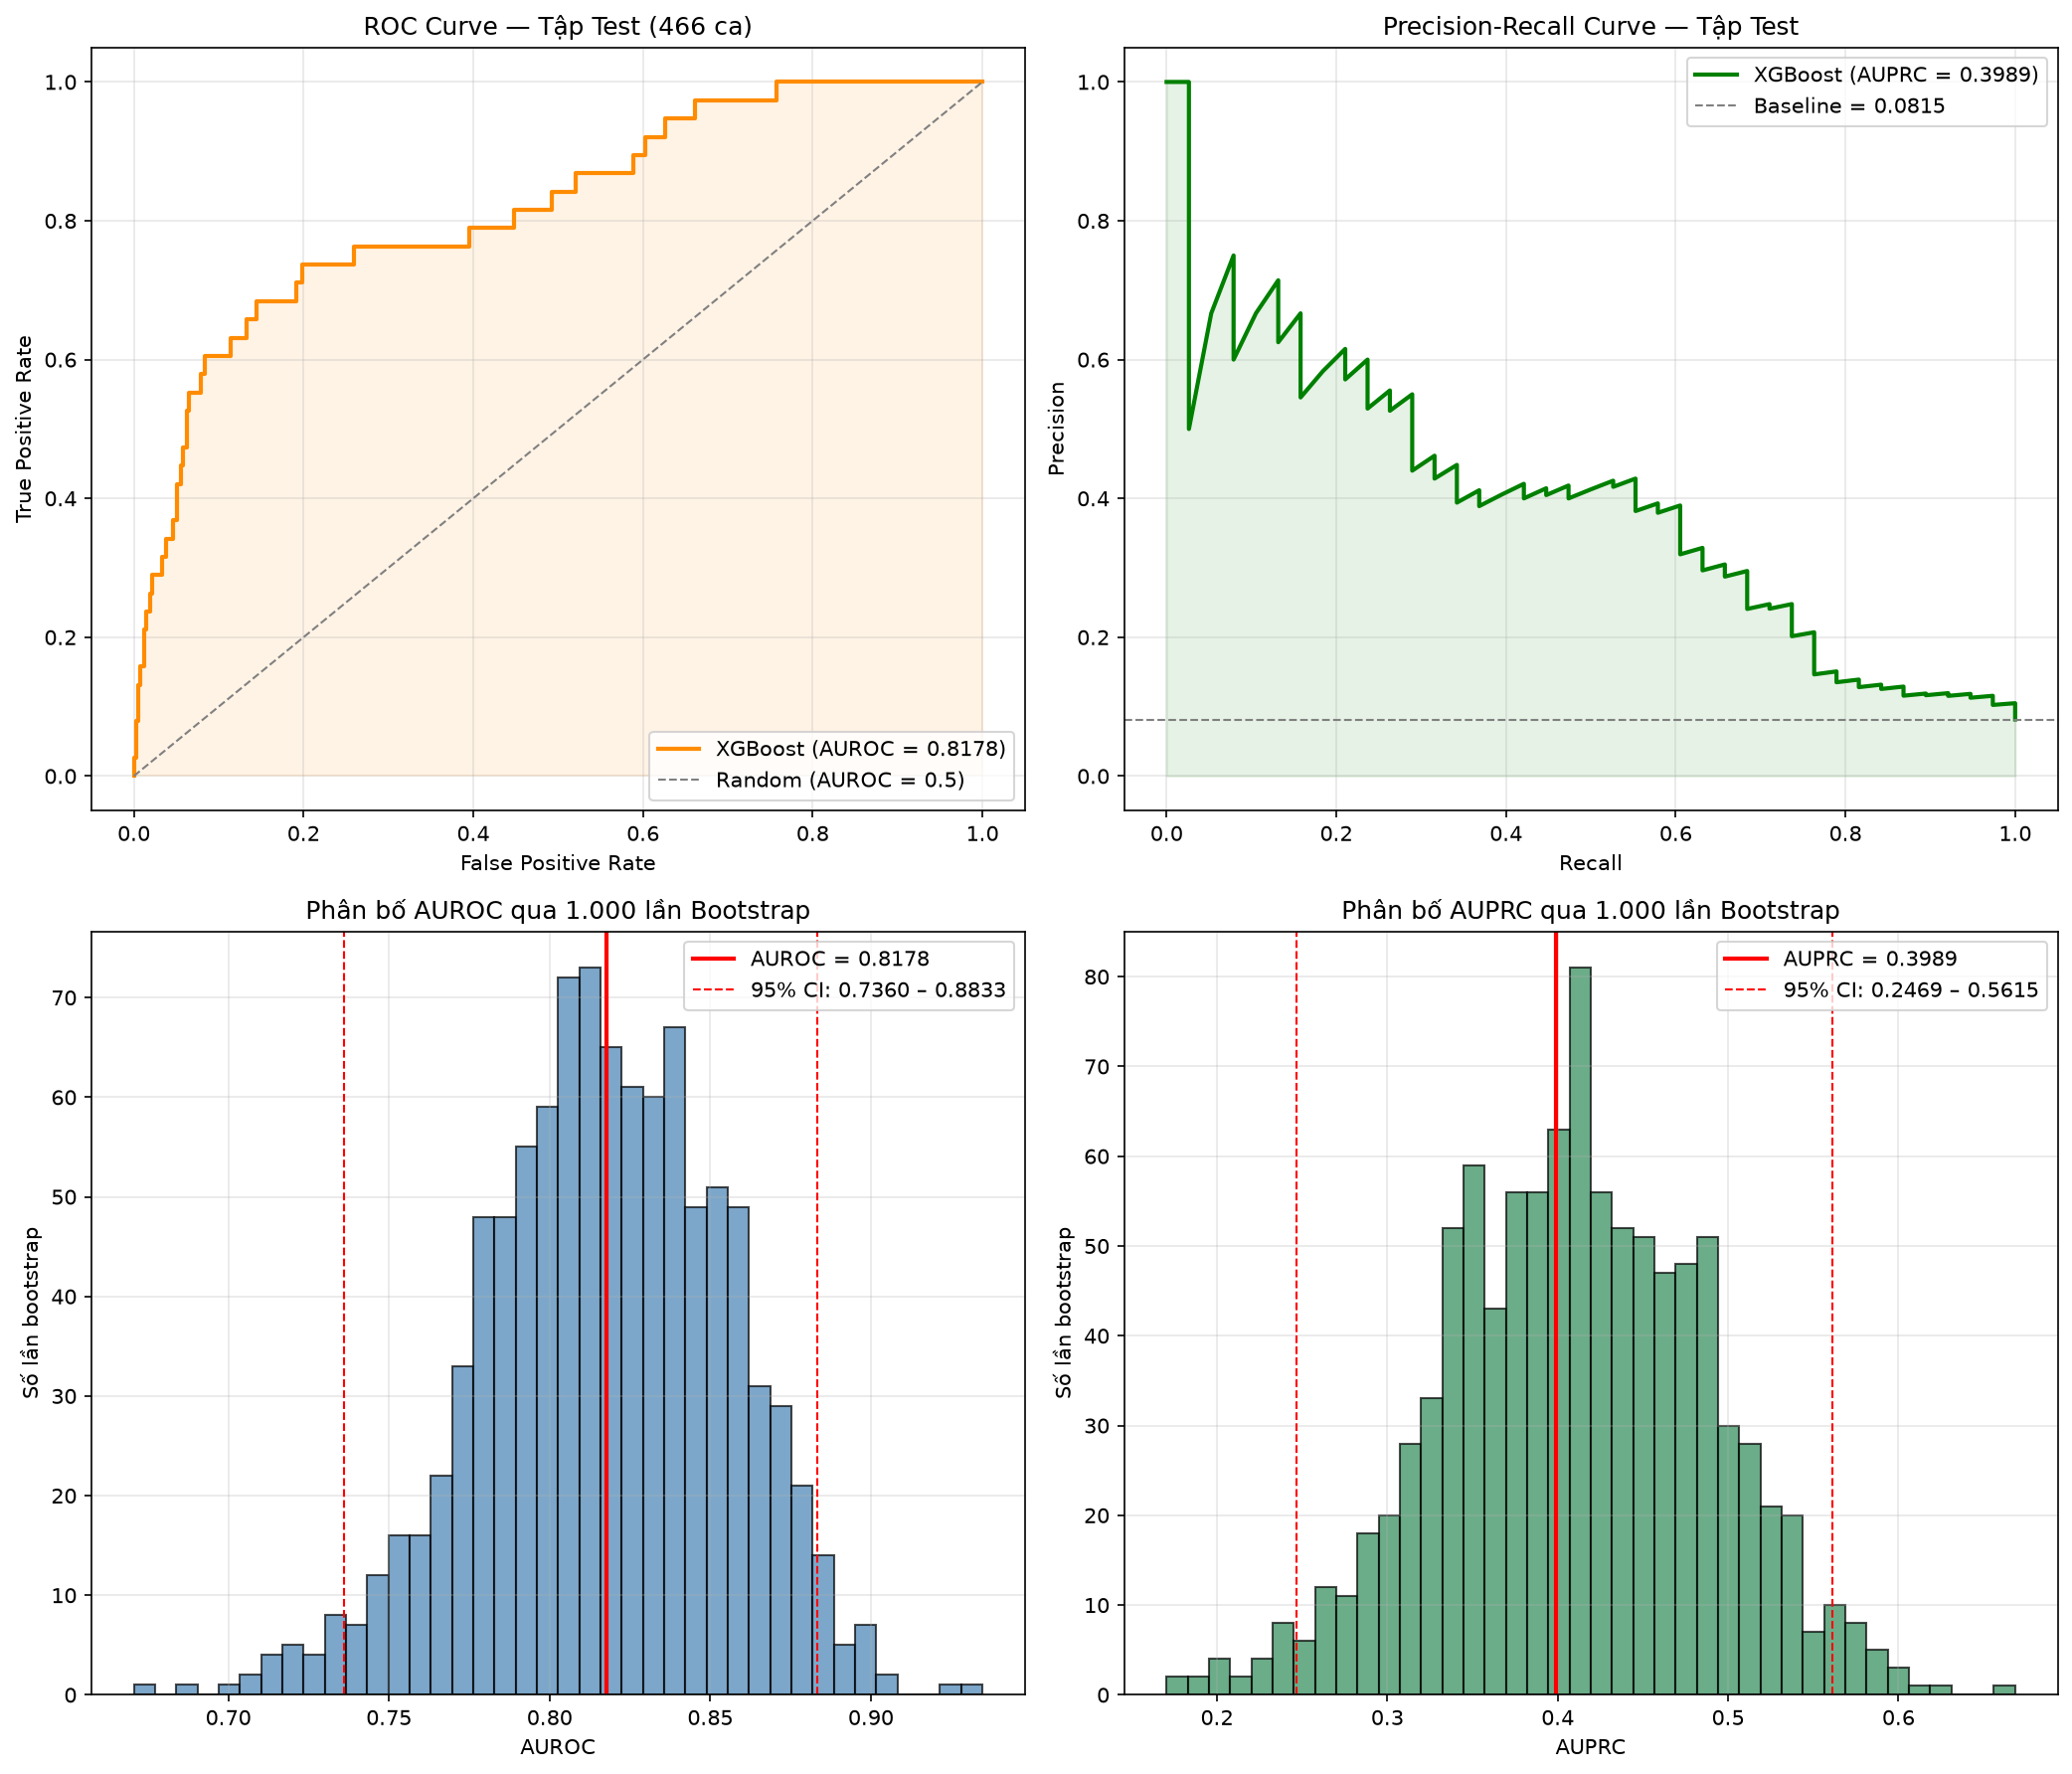 ROC Curve — Tập Test (466 ca)
True Positive Rate
1.0
0.8
0.6
0.4
0.2
0.0
XGBoost (AUROC = 0.8178)
Random (AUROC = 0.5)
0.0 0.2 0.4 0.6 0.8 1.0
False Positive Rate
Precision-Recall Curve — Tập Test
Precision
1.0
0.8
0.6
0.4
0.2
0.0
XGBoost (AUPRC = 0.3989)
Baseline = 0.0815
0.0 0.2 0.4 0.6 0.8 1.0
Recall
Phân bố AUROC qua 1.000 lần Bootstrap
Số lần bootstrap
70
60
50
40
30
20
10
0
AUROC = 0.8178
95% CI: 0.7360 – 0.8833
0.70 0.75 0.80 0.85 0.90
AUROC
Phân bố AUPRC qua 1.000 lần Bootstrap
Số lần bootstrap
80
70
60
50
40
30
20
10
0
AUPRC = 0.3989
95% CI: 0.2469 – 0.5615
0.2 0.3 0.4 0.5 0.6
AUPRC